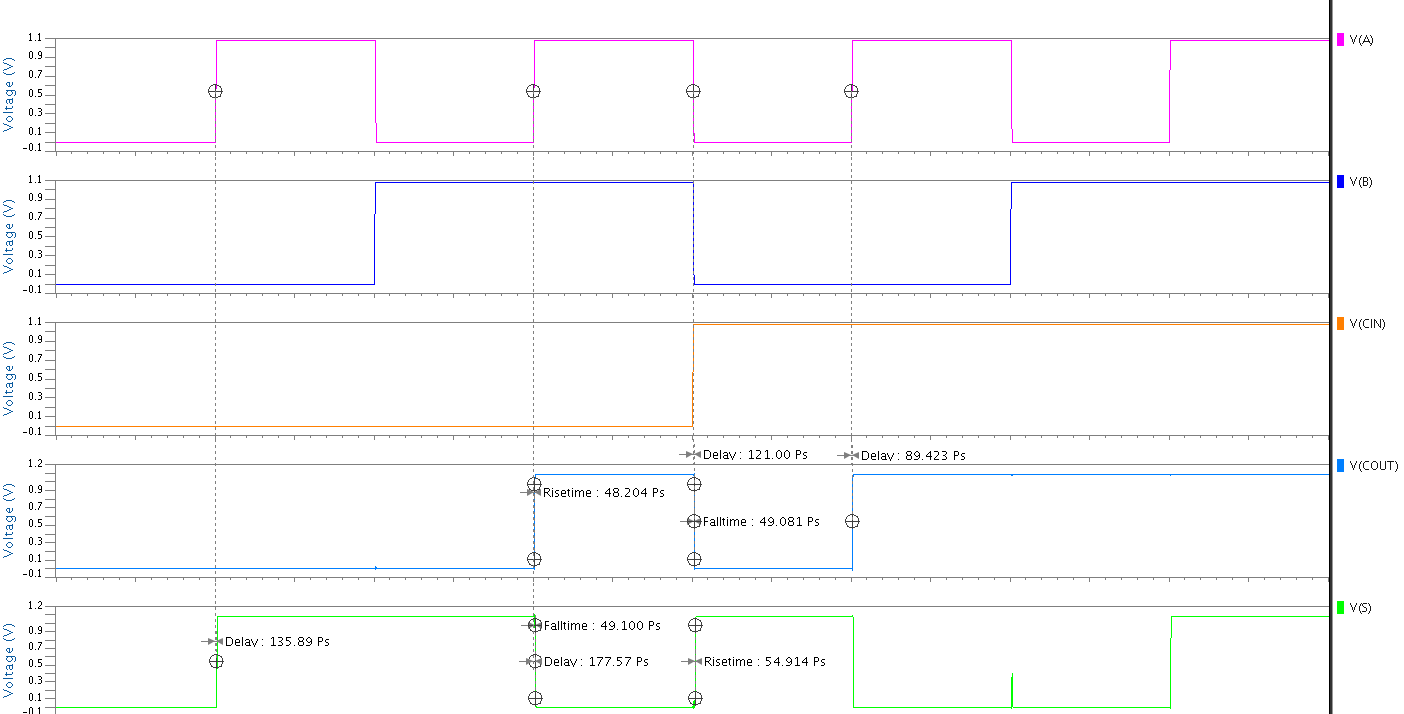 1.1
0.9
0.7
0.5
0.3
0.1
-0.1
Voltage (V)
V(A)
1.1
0.9
0.7
0.5
0.3
0.1
-0.1
Voltage (V)
V(B)
1.1
0.9
0.7
0.5
0.3
0.1
-0.1
Voltage (V)
V(CIN)
Delay : 121.00 Ps
Delay : 89.423 Ps
1.2
0.9
0.7
0.5
0.3
0.1
-0.1
Voltage (V)
V(COUT)
Risetime : 48.204 Ps
Falltime : 49.081 Ps
1.2
0.9
0.7
0.5
0.3
0.1
-0.1
Voltage (V)
V(S)
Falltime : 49.100 Ps
Delay : 135.89 Ps
Delay : 177.57 Ps
Risetime : 54.914 Ps